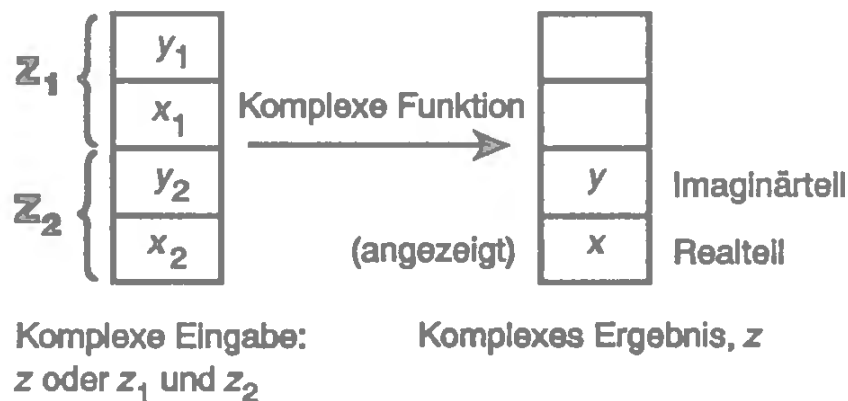 z₁
y₁
x₁
Komplexe Funktion
z₂
y₂
x₂
y
Imaginärteil
(angezeigt)
x
Realteil
Komplexe Eingabe:
z oder z₁ und z₂
Komplexes Ergebnis, z